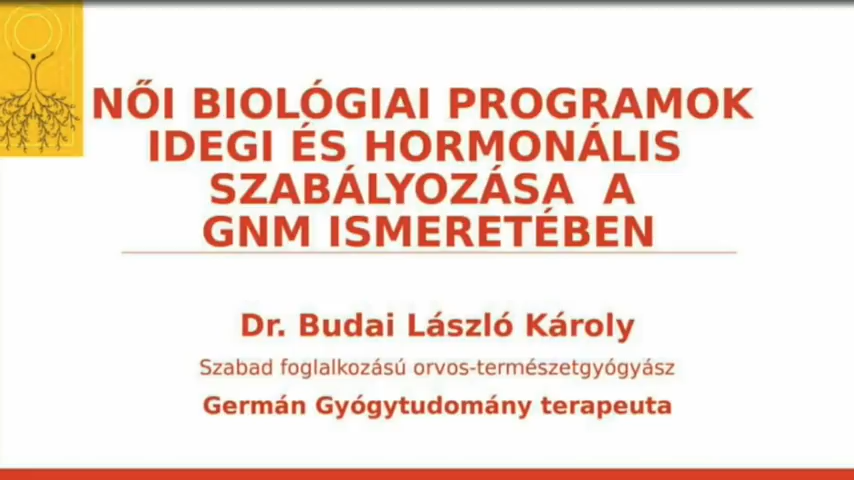 NŐI BIOLÓGIAI PROGRAMOK
IDEGI ÉS HORMONÁLIS
SZABÁLYOZÁSA A
GNM ISMERETÉBEN
Dr. Budai László Károly
Szabad foglalkozású orvos-természetgyógyász
Germán Gyógytudomány terapeuta